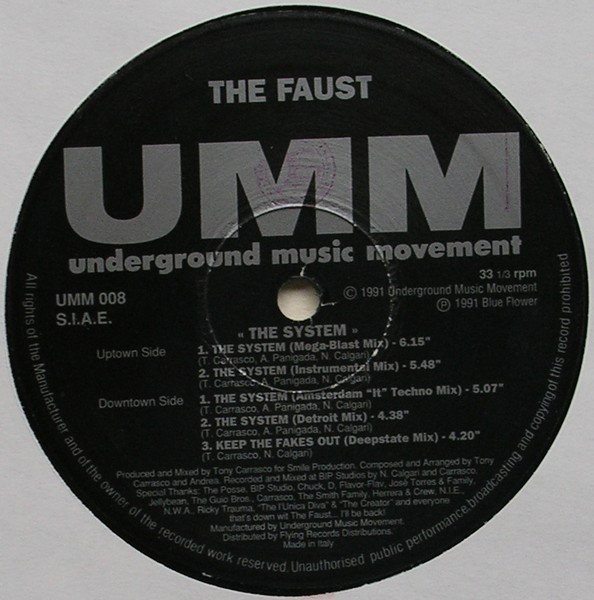 THE FAUST
UMM
underground music movement
33 1/3 rpm
UMM 008
© 1991 Underground Music Movement
S.I.A.E.
℗ 1991 Blue Flower
« THE SYSTEM »
Uptown Side
1. THE SYSTEM (Mega-Blast Mix) - 6.15"
(T. Carrasco, A. Panigada, N. Calgari)
2. THE SYSTEM (Instrumental Mix) - 5.48"
(T. Carrasco, A. Panigada, N. Calgari)
Downtown Side
1. THE SYSTEM (Amsterdam "It" Techno Mix) - 5.07"
(T. Carrasco, A. Panigada, N. Calgari)
2. THE SYSTEM (Detroit Mix) - 4.38"
(T. Carrasco, A. Panigada, N. Calgari)
3. KEEP THE FAKES OUT (Deepstate Mix) - 4.20"
(T. Carrasco, N. Calgari)
Produced and Mixed by Tony Carrasco for Smile Production. Composed and Arranged by Tony
Carrasco and Andrea. Recorded and Mixed at BIP Studios by N. Calgari and Carrasco.
Special Thanks: The Posse, BIP Studio, Chuck, D, Flavor-Flav, José Torres & Family,
Jellybean, The Guio Bros., Carrasco, The Smith Family, Herrera & Crew, N.I.E.,
N.W.A., Ricky Trauma, "The l'Unica Diva" & "The Creator" and everyone
that's down wit The Faust... I'll be back!
Manufactured by Underground Music Movement.
Distributed by Flying Records Distributions.
Made in Italy
All rights of the Manufacturer and of the owner of the recorded work reserved. Unauthorised public performance, broadcasting and copying of this record prohibited